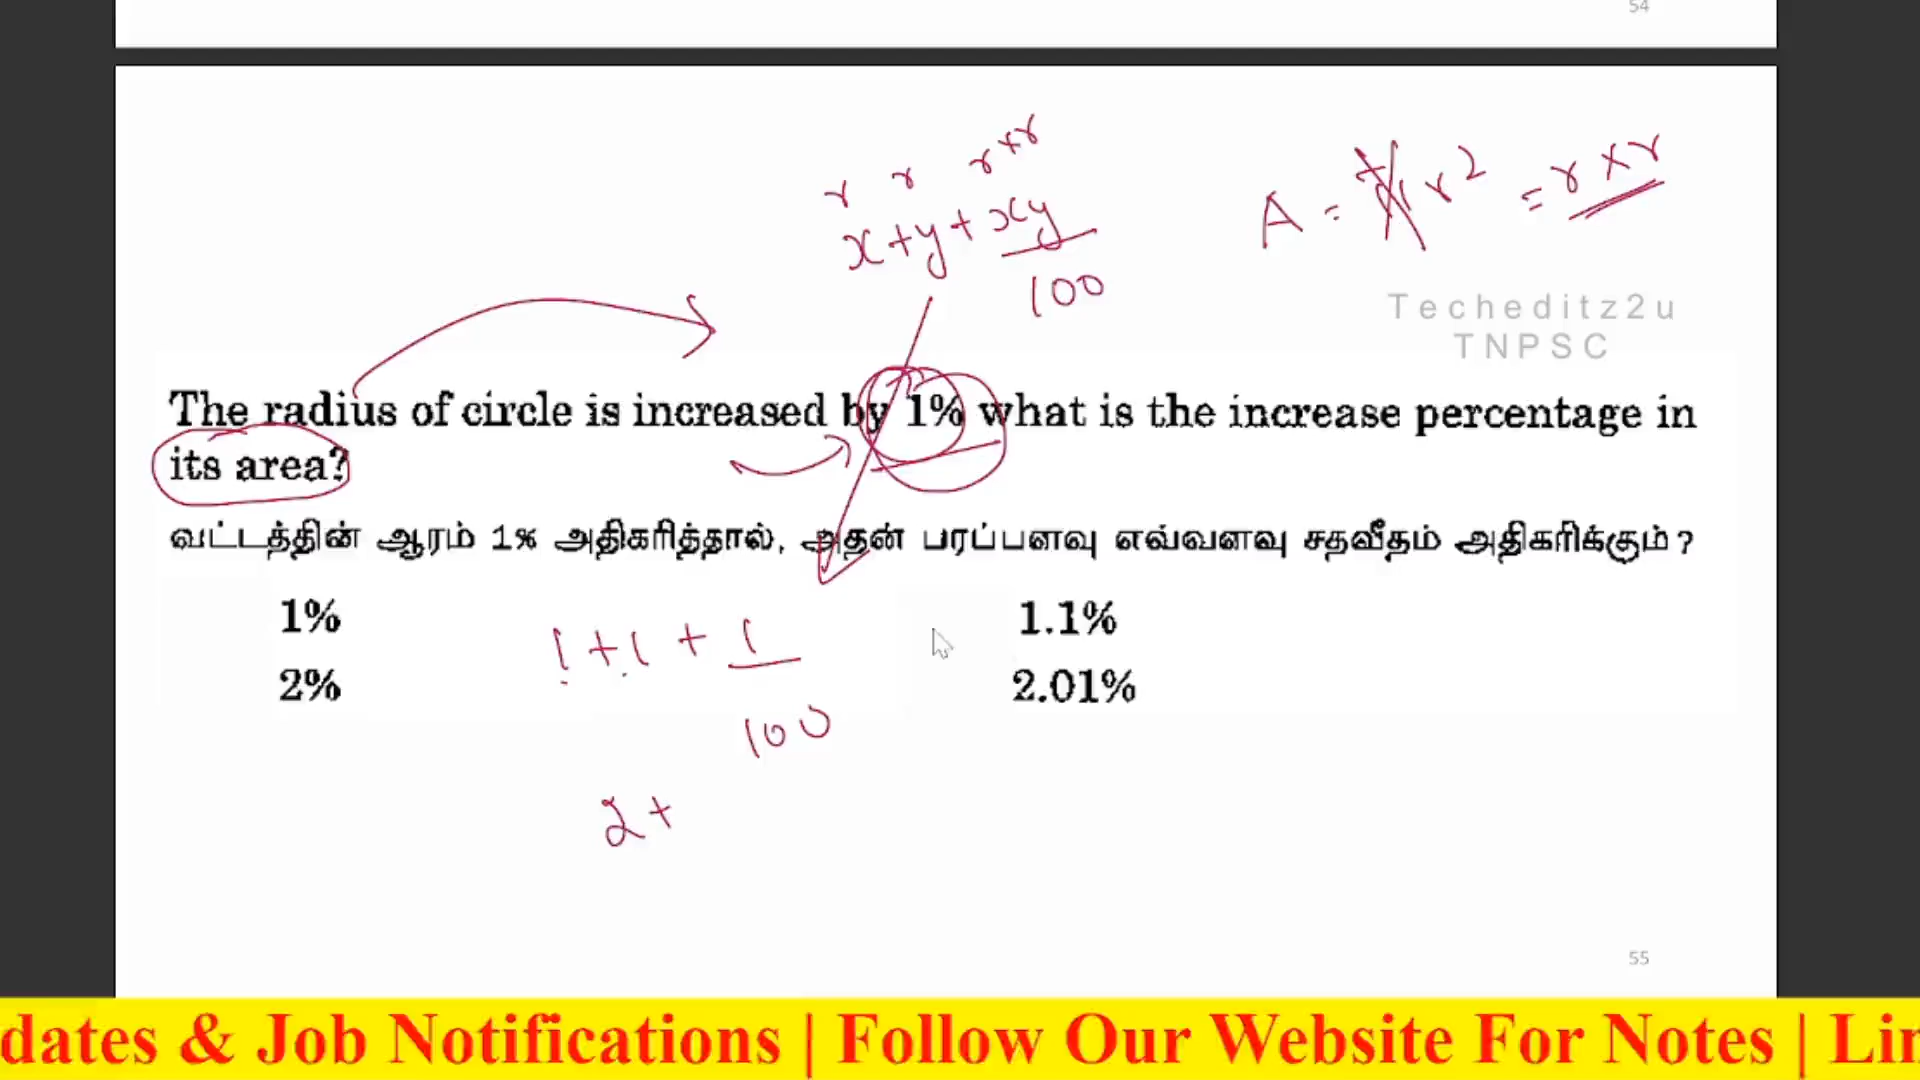 54
r r r×r
x+y+xy/100
A = πr² = r×r
Techeditz2u
TNPSC
The radius of circle is increased by 1% what is the increase percentage in
its area?
வட்டத்தின் ஆரம் 1% அதிகரித்தால், அதன் பரப்பளவு எவ்வளவு சதவீதம் அதிகரிக்கும்?
1% 1.1%
1+1+1/100
2% 2.01%
2+
55
dates & Job Notifications | Follow Our Website For Notes | Lin